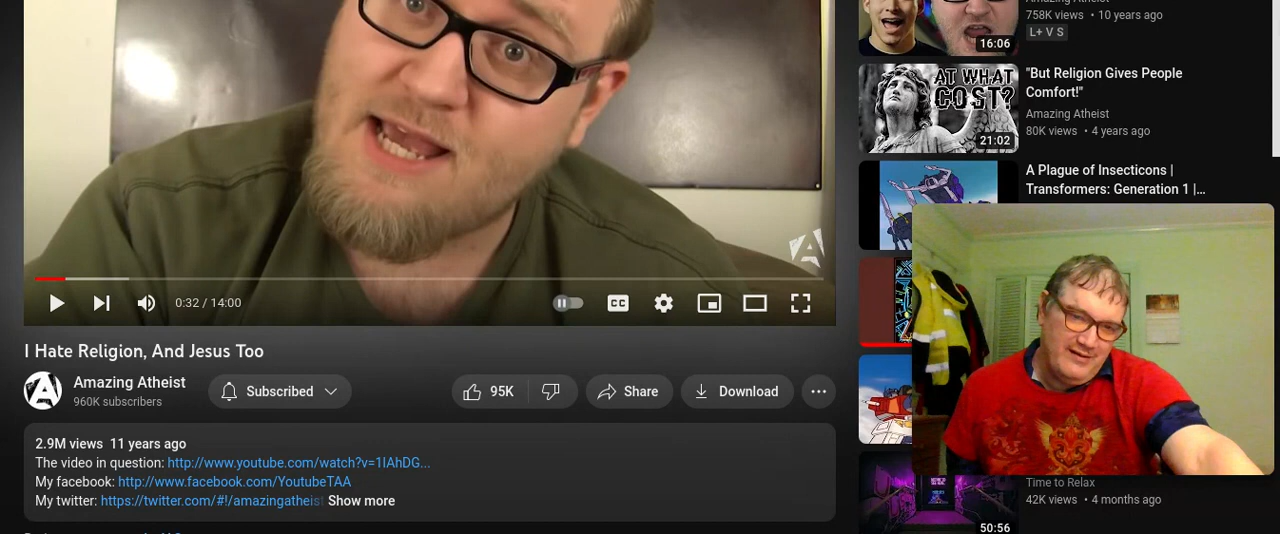 0:32 / 14:00
I Hate Religion, And Jesus Too
Amazing Atheist
960K subscribers
Subscribed
95K
Share
Download
2.9M views 11 years ago
The video in question: http://www.youtube.com/watch?v=1IAhDG...
My facebook: http://www.facebook.com/YoutubeTAA
My twitter: https://twitter.com/#!/amazingatheist Show more
Amazing Atheist
758K views • 10 years ago
L+ V S
16:06
AT WHAT
COST?
21:02
"But Religion Gives People
Comfort!"
Amazing Atheist
80K views • 4 years ago
A Plague of Insecticons |
Transformers: Generation 1 |...
Time to Relax
42K views • 4 months ago
50:56